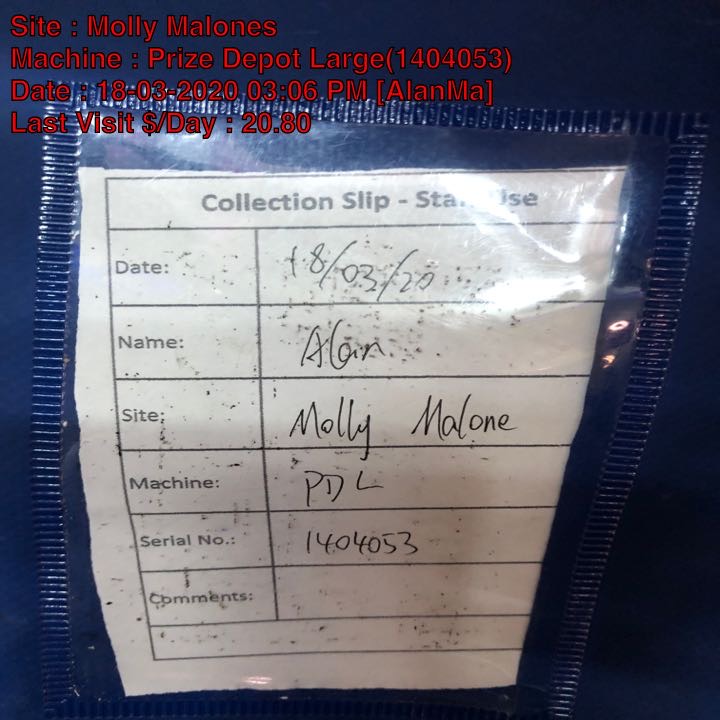 Site : Molly Malones
Machine : Prize Depot Large(1404053)
Date : 18-03-2020 03:06 PM [AlanMa]
Last Visit $/Day : 20.80
Collection Slip - Use
Date: 18/03/20
Name: Alan
Site: Molly Malone
Machine: PDL
Serial No.: 1404053
Comments: